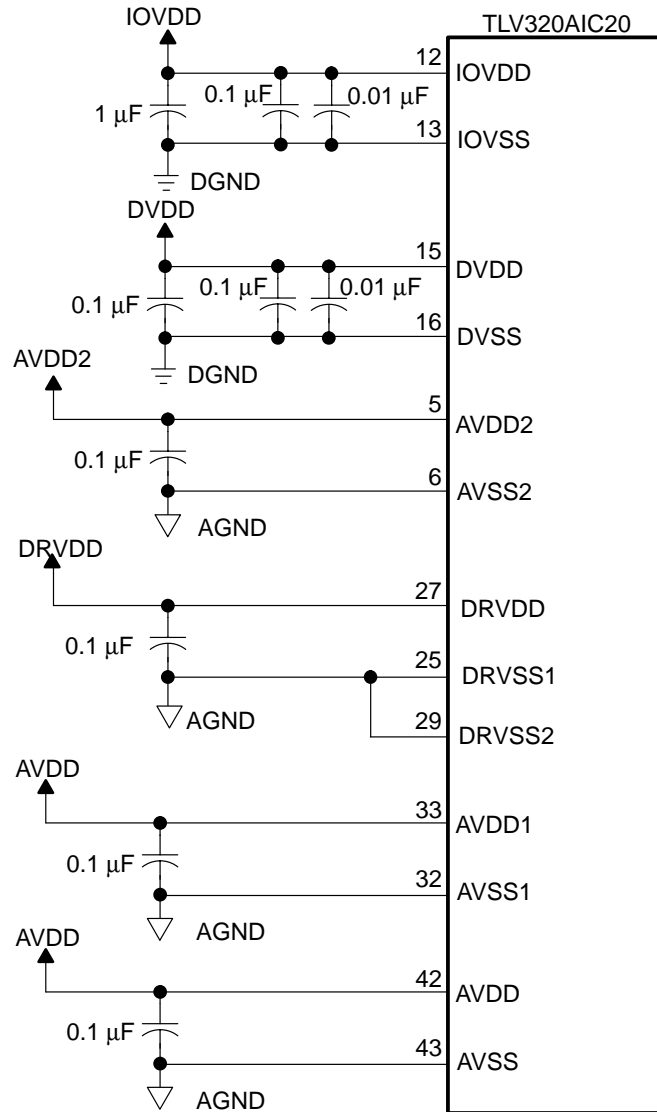 TLV320AIC20
IOVDD
12 IOVDD
1 μF 0.1 μF 0.01 μF
13 IOVSS
DGND
DVDD
15 DVDD
0.1 μF 0.1 μF 0.01 μF
16 DVSS
DGND
AVDD2
5 AVDD2
0.1 μF
6 AVSS2
AGND
DRVDD
27 DRVDD
0.1 μF
25 DRVSS1
AGND
29 DRVSS2
AVDD
33 AVDD1
0.1 μF
32 AVSS1
AGND
AVDD
42 AVDD
0.1 μF
43 AVSS
AGND